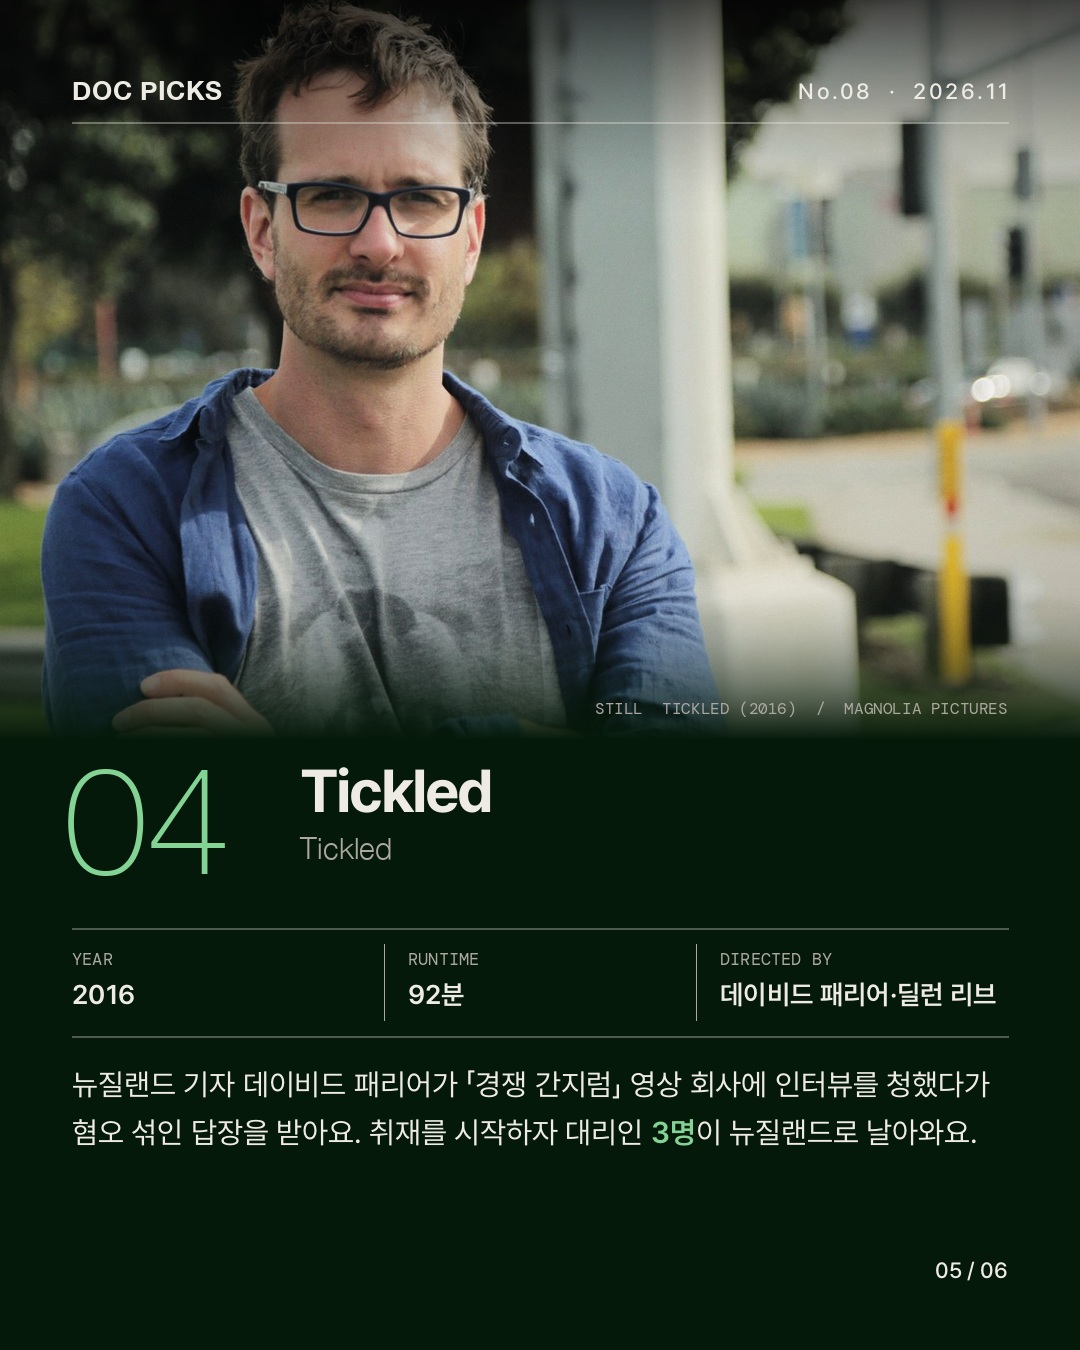 DOC PICKS
No.08 · 2026.11
STILL TICKLED (2016) / MAGNOLIA PICTURES
04
Tickled
Tickled
YEAR
2016
RUNTIME
92분
DIRECTED BY
데이비드 패리어·딜런 리브
뉴질랜드 기자 데이비드 패리어가 「경쟁 간지럼」 영상 회사에 인터뷰를 청했다가
혐오 섞인 답장을 받아요. 취재를 시작하자 대리인 3명이 뉴질랜드로 날아와요.
05 / 06